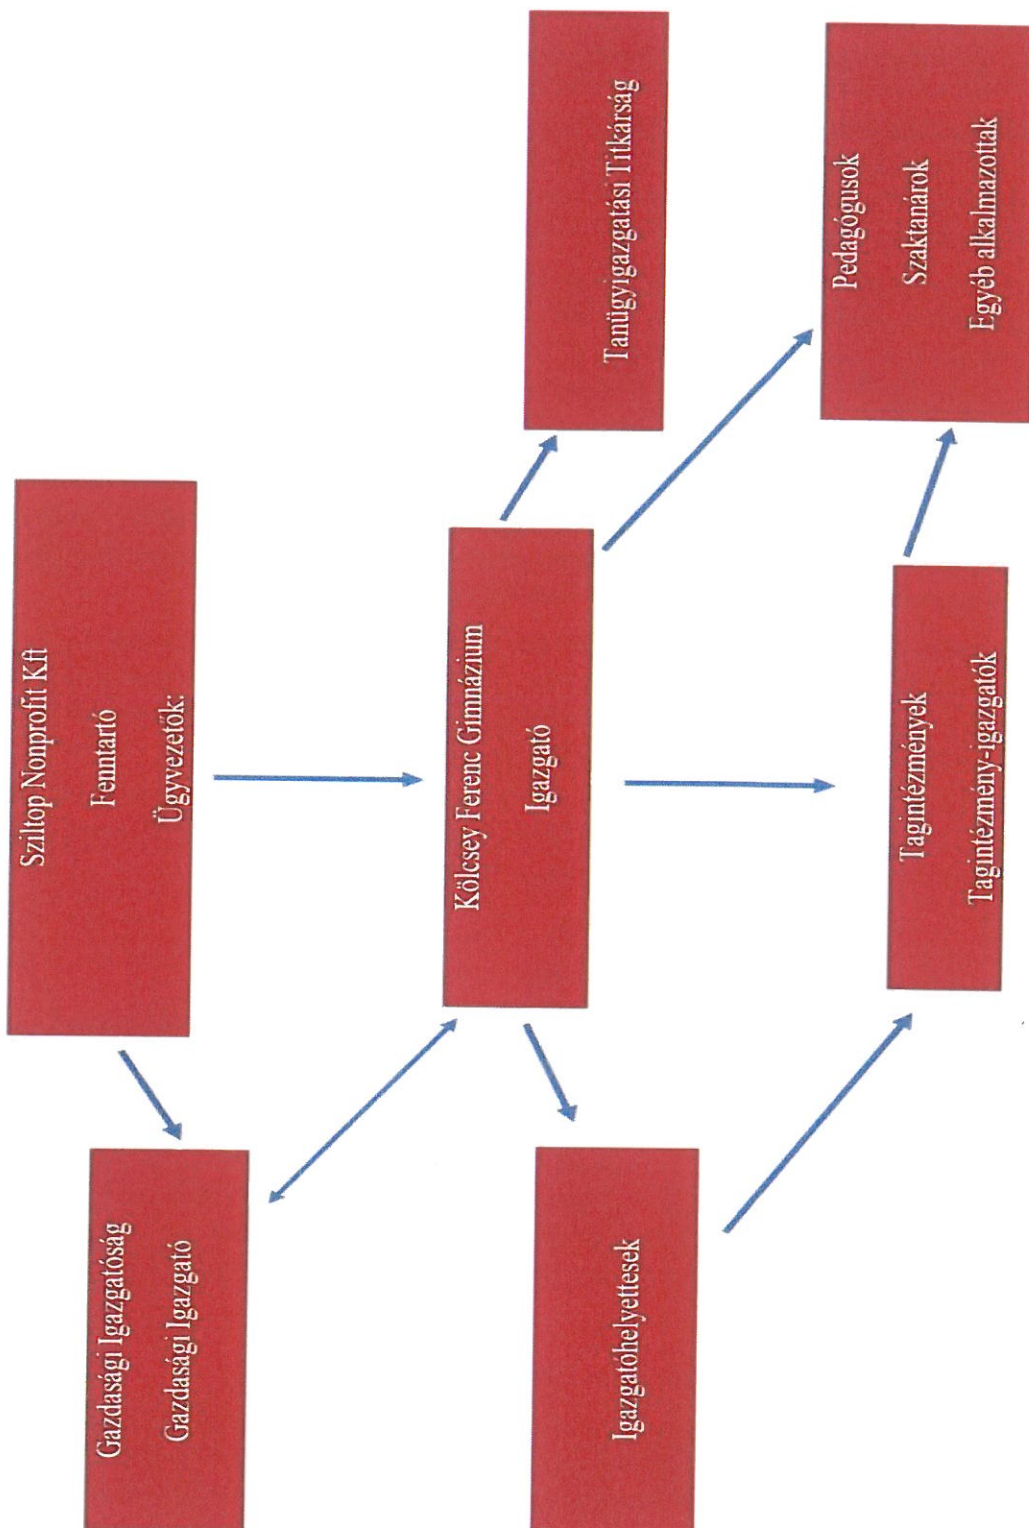 Sziltop Nonprofit Kft
Fenntartó
Ügyvezetők:
Gazdasági Igazgatóság
Gazdasági Igazgató
Kölcsey Ferenc Gimnázium
Igazgató
Tanügyigazgatási Titkárság
Igazgatóhelyettesek
Tagintézmények
Tagintézmény-igazgatók
Pedagógusok
Szaktanárok
Egyéb alkalmazottak